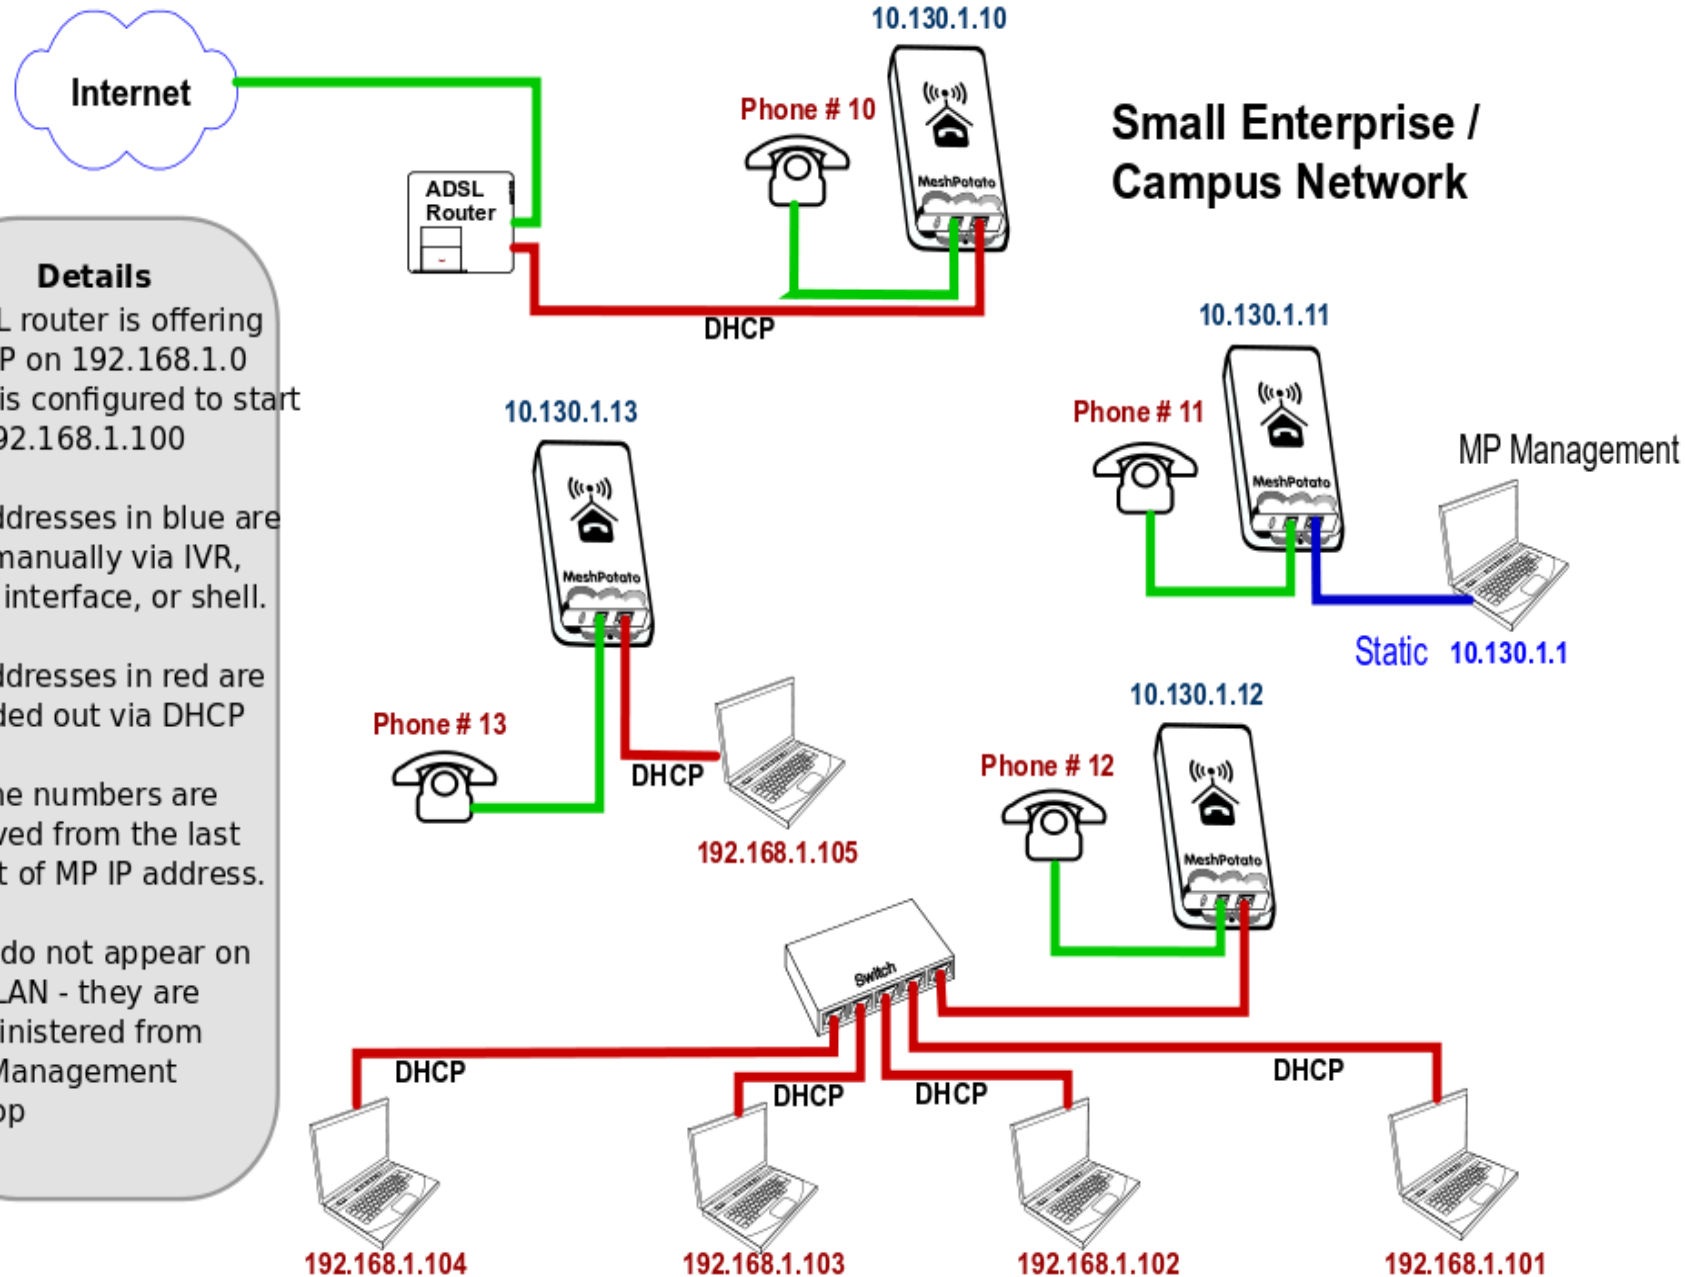 10.130.1.10
Internet
Phone # 10
Small Enterprise /
Campus Network
MeshPotato
ADSL
Router
DHCP
Details
L router is offering
P on 192.168.1.0
is configured to start
92.168.1.100
ddresses in blue are
manually via IVR,
interface, or shell.
ddresses in red are
ded out via DHCP
ne numbers are
ved from the last
t of MP IP address.
do not appear on
LAN - they are
inistered from
Management
op
10.130.1.11
Phone # 11
MeshPotato
MP Management
Static 10.130.1.1
10.130.1.13
MeshPotato
Phone # 13
DHCP
192.168.1.105
10.130.1.12
Phone # 12
MeshPotato
Switch
DHCP
DHCP
DHCP
DHCP
192.168.1.104
192.168.1.103
192.168.1.102
192.168.1.101